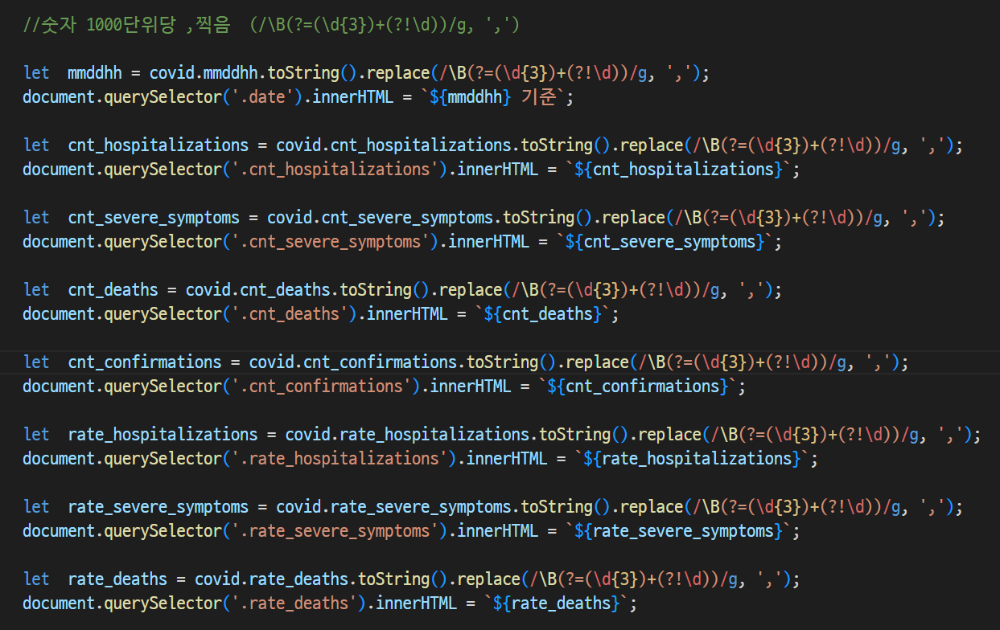 //숫자 1000단위당 ,찍음  (/\B(?=(\d{3})+(?!\d))/g, ',')
let  mmddhh = covid.mmddhh.toString().replace(/\B(?=(\d{3})+(?!\d))/g, ',');
document.querySelector('.date').innerHTML = `${mmddhh} 기준`;
let  cnt_hospitalizations = covid.cnt_hospitalizations.toString().replace(/\B(?=(\d{3})+(?!\d))/g, ',');
document.querySelector('.cnt_hospitalizations').innerHTML = `${cnt_hospitalizations}`;
let  cnt_severe_symptoms = covid.cnt_severe_symptoms.toString().replace(/\B(?=(\d{3})+(?!\d))/g, ',');
document.querySelector('.cnt_severe_symptoms').innerHTML = `${cnt_severe_symptoms}`;
let  cnt_deaths = covid.cnt_deaths.toString().replace(/\B(?=(\d{3})+(?!\d))/g, ',');
document.querySelector('.cnt_deaths').innerHTML = `${cnt_deaths}`;
let  cnt_confirmations = covid.cnt_confirmations.toString().replace(/\B(?=(\d{3})+(?!\d))/g, ',');
document.querySelector('.cnt_confirmations').innerHTML = `${cnt_confirmations}`;
let  rate_hospitalizations = covid.rate_hospitalizations.toString().replace(/\B(?=(\d{3})+(?!\d))/g, ',');
document.querySelector('.rate_hospitalizations').innerHTML = `${rate_hospitalizations}`;
let  rate_severe_symptoms = covid.rate_severe_symptoms.toString().replace(/\B(?=(\d{3})+(?!\d))/g, ',');
document.querySelector('.rate_severe_symptoms').innerHTML = `${rate_severe_symptoms}`;
let  rate_deaths = covid.rate_deaths.toString().replace(/\B(?=(\d{3})+(?!\d))/g, ',');
document.querySelector('.rate_deaths').innerHTML = `${rate_deaths}`;